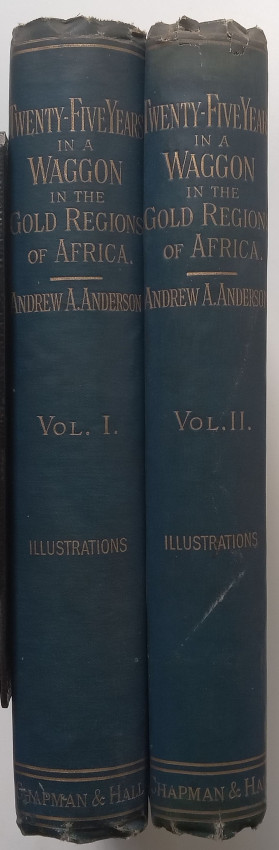 TWENTY-FIVE YEARS
IN A
WAGGON
IN THE
GOLD REGIONS
OF AFRICA.
ANDREW A. ANDERSON
VOL. I.
ILLUSTRATIONS
CHAPMAN & HALL
TWENTY-FIVE YEARS
IN A
WAGGON
IN THE
GOLD REGIONS
OF AFRICA.
ANDREW A. ANDERSON
VOL. II.
ILLUSTRATIONS
CHAPMAN & HALL